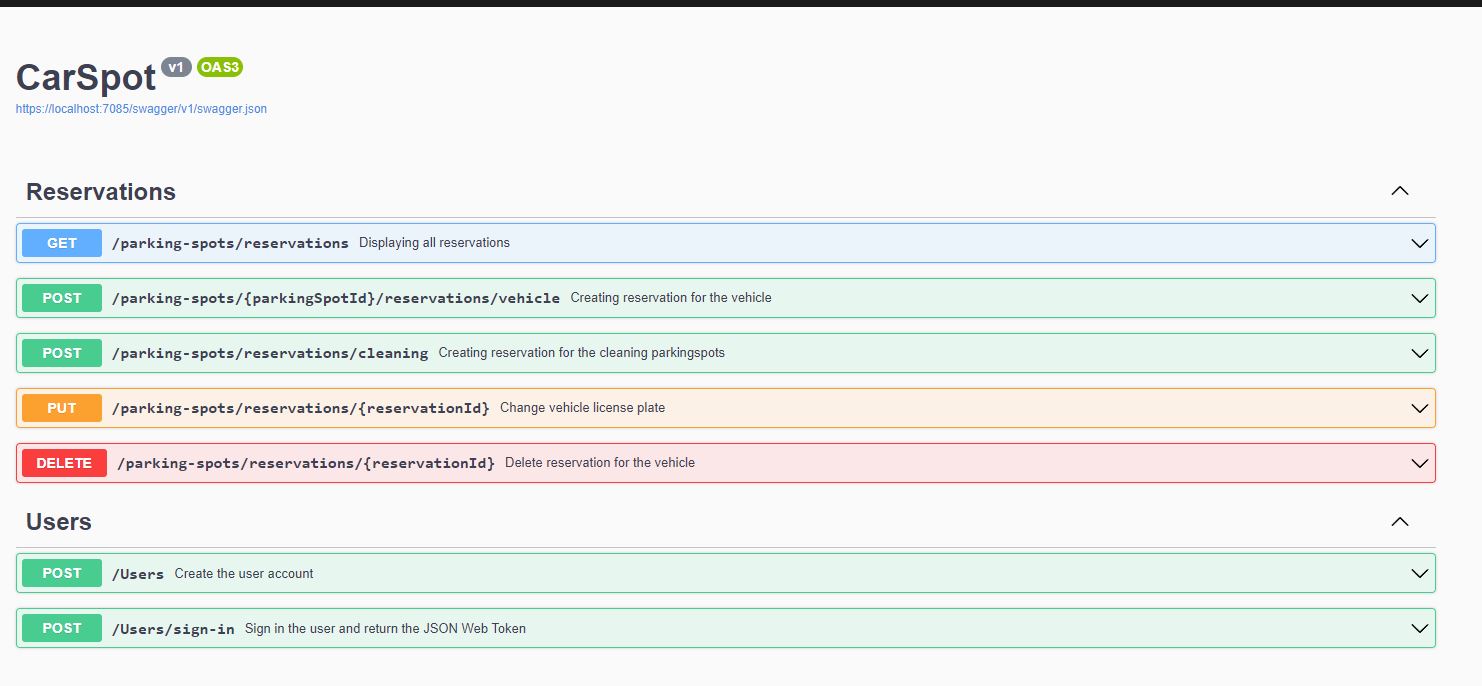 CarSpot v1 OAS3
https://localhost:7085/swagger/v1/swagger.json
Reservations
GET /parking-spots/reservations Displaying all reservations
POST /parking-spots/{parkingSpotId}/reservations/vehicle Creating reservation for the vehicle
POST /parking-spots/reservations/cleaning Creating reservation for the cleaning parkingspots
PUT /parking-spots/reservations/{reservationId} Change vehicle license plate
DELETE /parking-spots/reservations/{reservationId} Delete reservation for the vehicle
Users
POST /Users Create the user account
POST /Users/sign-in Sign in the user and return the JSON Web Token